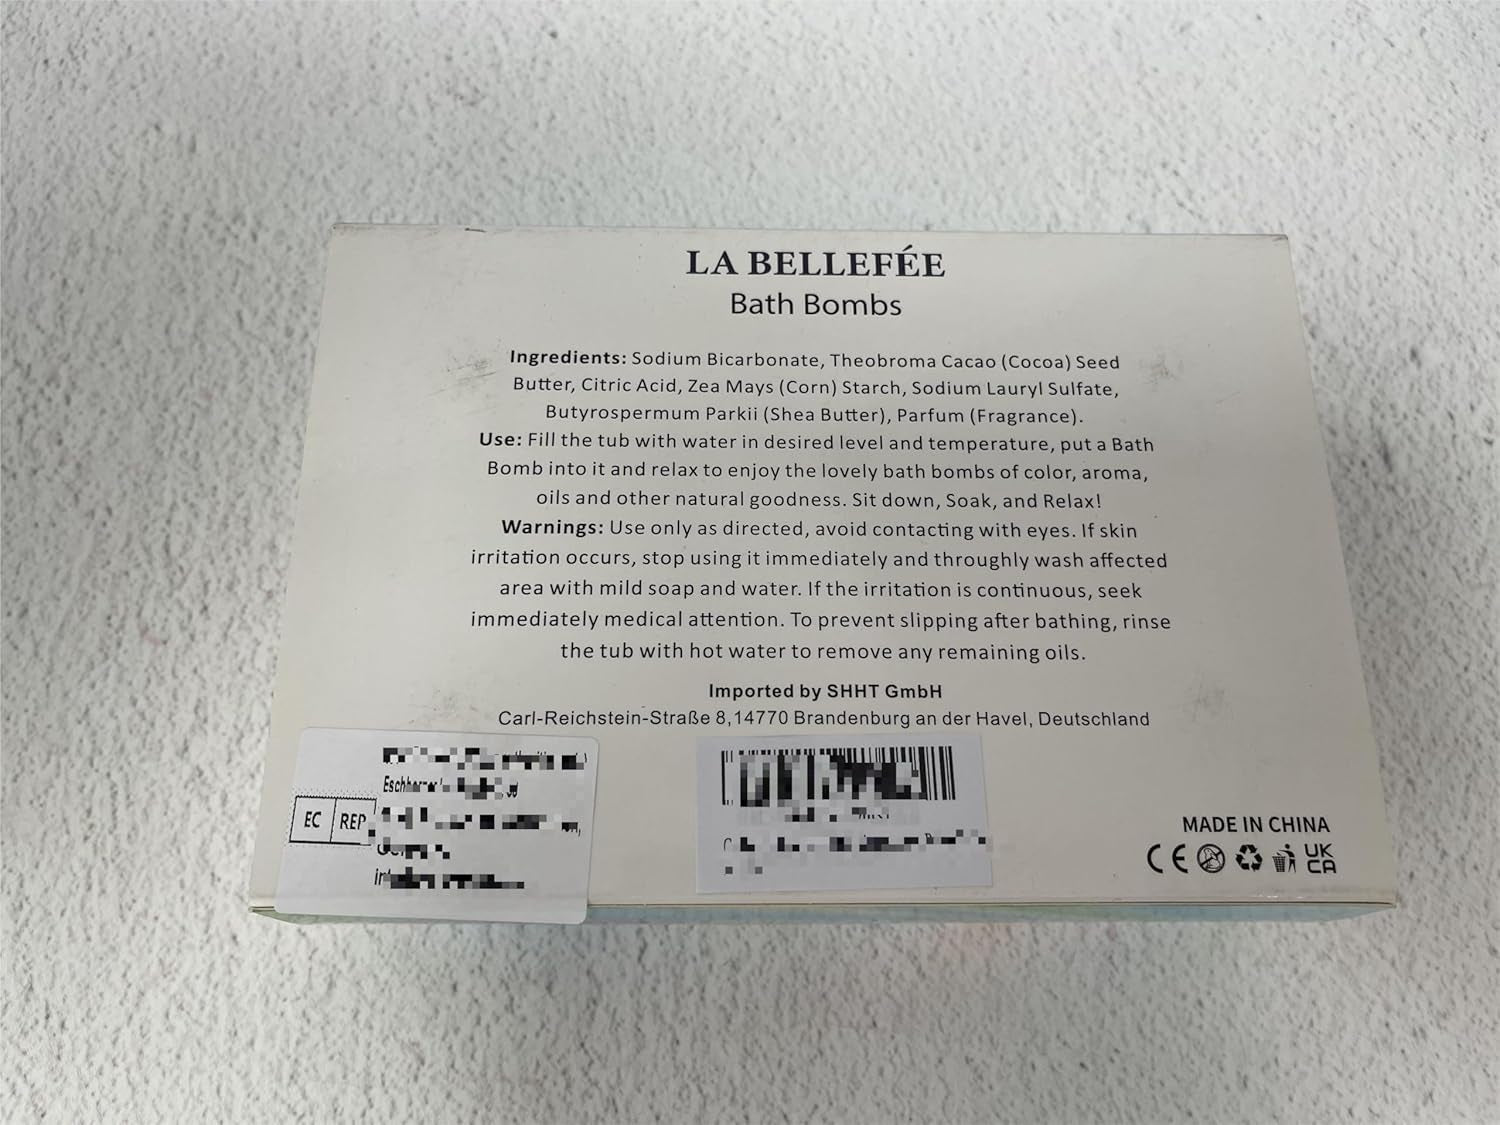 LA BELLEFÉE
Bath Bombs
Ingredients: Sodium Bicarbonate, Theobroma Cacao (Cocoa) Seed
Butter, Citric Acid, Zea Mays (Corn) Starch, Sodium Lauryl Sulfate,
Butyrospermum Parkii (Shea Butter), Parfum (Fragrance).
Use: Fill the tub with water in desired level and temperature, put a Bath
Bomb into it and relax to enjoy the lovely bath bombs of color, aroma,
oils and other natural goodness. Sit down, Soak, and Relax!
Warnings: Use only as directed, avoid contacting with eyes. If skin
irritation occurs, stop using it immediately and throughly wash affected
area with mild soap and water. If the irritation is continuous, seek
immediately medical attention. To prevent slipping after bathing, rinse
the tub with hot water to remove any remaining oils.
Imported by SHHT GmbH
Carl-Reichstein-Straße 8,14770 Brandenburg an der Havel, Deutschland
EC REP
MADE IN CHINA
CE UK
CA